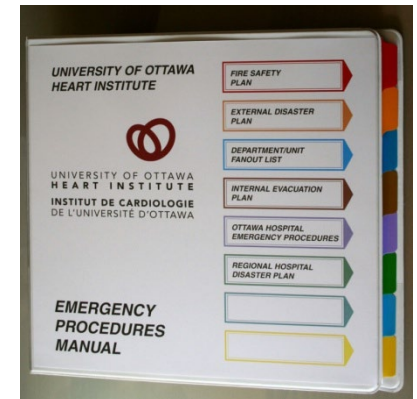 UNIVERSITY OF OTTAWA
HEART INSTITUTE
UNIVERSITY OF OTTAWA
HEART INSTITUTE
INSTITUT DE CARDIOLOGIE
DE L'UNIVERSITÉ D'OTTAWA
EMERGENCY
PROCEDURES
MANUAL
FIRE SAFETY
PLAN
EXTERNAL DISASTER
PLAN
DEPARTMENT/UNIT
FANOUT LIST
INTERNAL EVACUATION
PLAN
OTTAWA HOSPITAL
EMERGENCY PROCEDURES
REGIONAL HOSPITAL
DISASTER PLAN